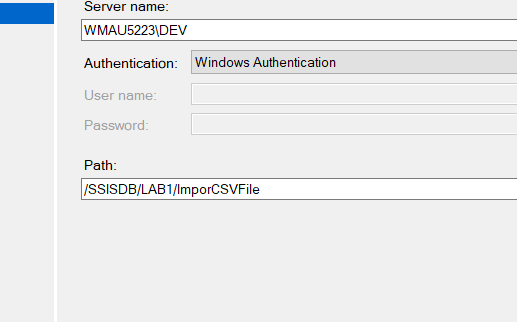 Server name:
WMAU5223\DEV
Authentication: Windows Authentication
User name:
Password:
Path:
/SSISDB/LAB1/ImporCSVFile